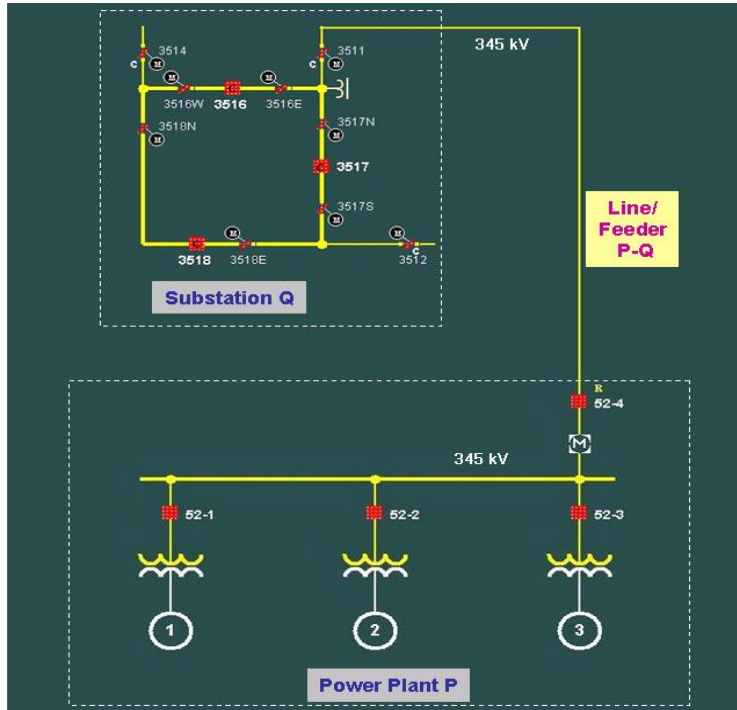 3514
3511
345 kV
C
M
C
M
M
M
3516W
3516
3516E
3518N
M
3517N
M
3517
3517S
M
M
M
3518
3518E
C
3512
Line/
Feeder
P-Q
Substation Q
R
52-4
M
345 kV
52-1
52-2
52-3
1
2
3
Power Plant P